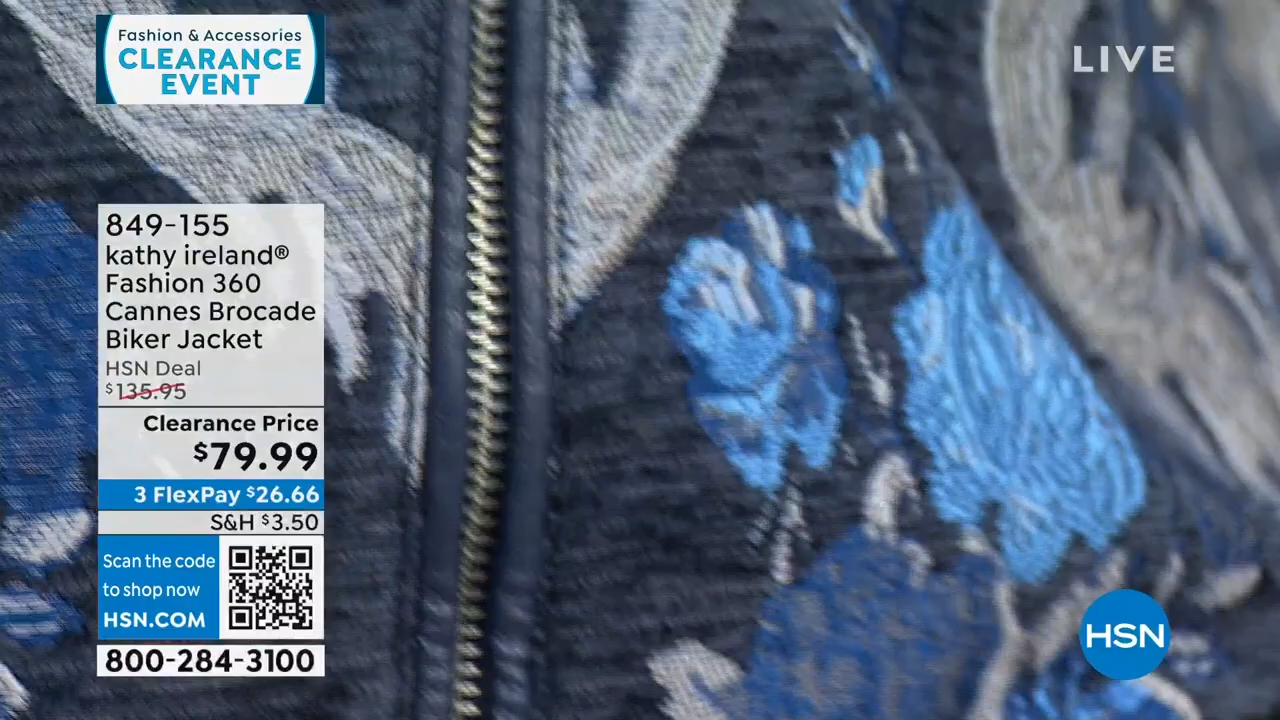 Fashion & Accessories
CLEARANCE
EVENT
LIVE
849-155
kathy ireland®
Fashion 360
Cannes Brocade
Biker Jacket
HSN Deal
$135.95
Clearance Price
$79.99
3 FlexPay $26.66
S&H $3.50
Scan the code
to shop now
HSN.COM
800-284-3100
HSN